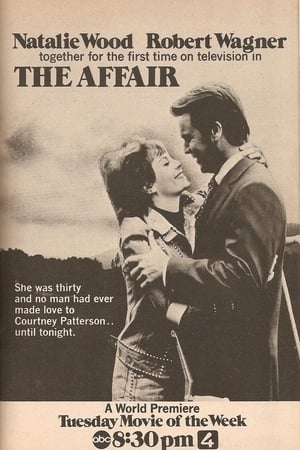 Natalie Wood Robert Wagner
together for the first time on television in
THE AFFAIR
She was thirty
and no man had ever
made love to
Courtney Patterson..
until tonight.
A World Premiere
Tuesday Movie of the Week
abc 8:30 pm 4